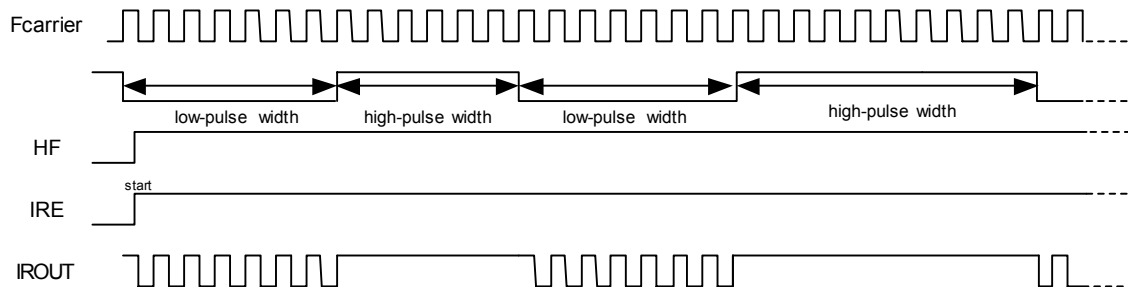 Fcarrier
low-pulse width
high-pulse width
low-pulse width
high-pulse width
HF
start
IRE
IROUT